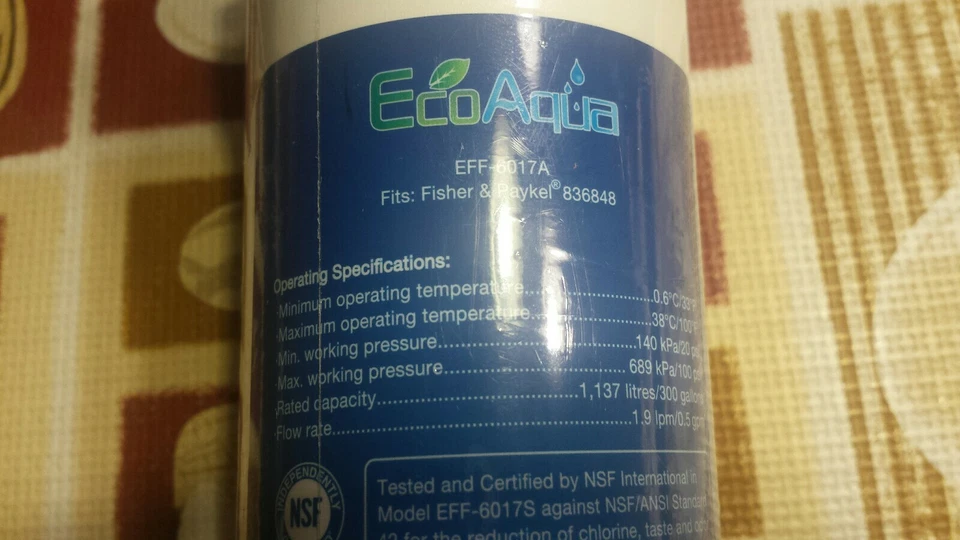 EcoAqua
EFF-6017A
Fits: Fisher & Paykel® 836848
Operating Specifications:
·Minimum operating temperature..........................0.6°C/33°F
·Maximum operating temperature.........................38°C/100°F
·Min. working pressure........................................140 kPa/20 psi
·Max. working pressure..................................... 689 kPa/100 psi
·Rated capacity........................................1,137 litres/300 gallons
·Flow rate............................................................1.9 lpm/0.5 gpm
INDEPENDENTLY
NSF
Tested and Certified by NSF International in
Model EFF-6017S against NSF/ANSI Standard
42 for the reduction of chlorine, taste and